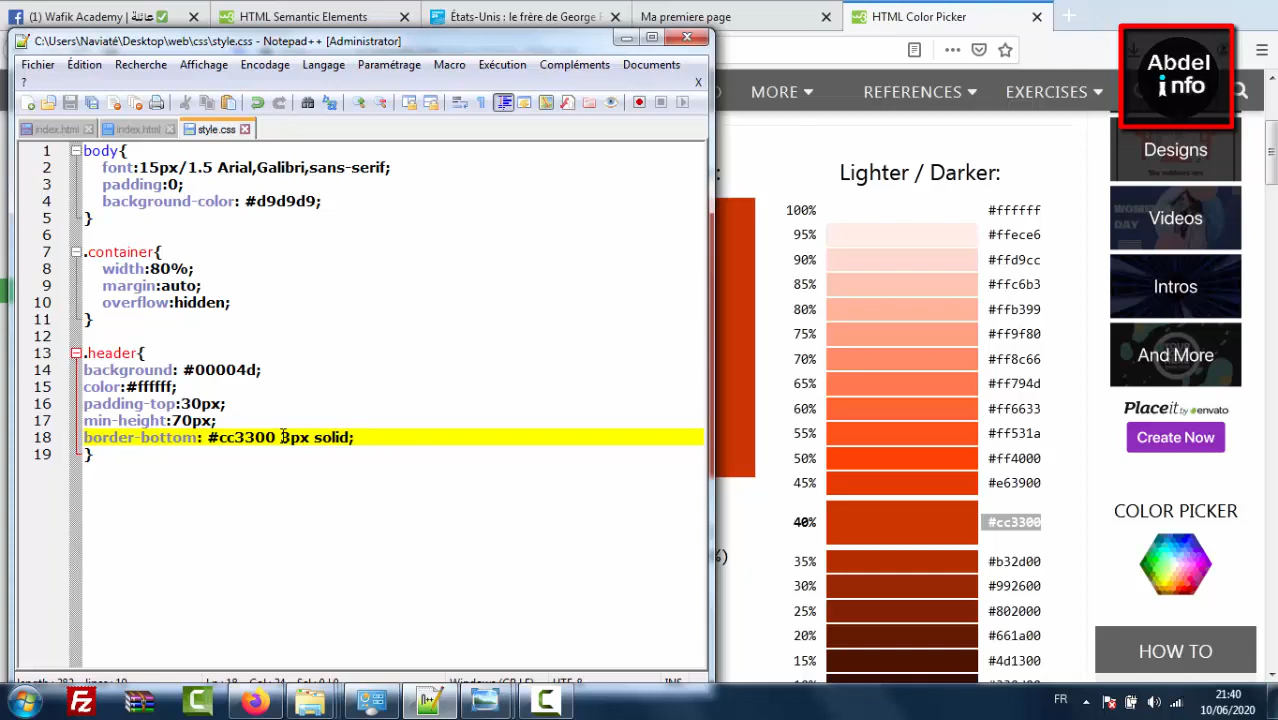 (1) Wafik Academy | عائلة
HTML Semantic Elements
États-Unis : le frère de George F
Ma premiere page
HTML Color Picker
C:\Users\Naviaté\Desktop\web\css\style.css - Notepad++ [Administrator]
Fichier Édition Recherche Affichage Encodage Langage Paramétrage Macro Exécution Compléments Documents
? X
index.html index.html style.css
1 body{
2 font:15px/1.5 Arial,Galibri,sans-serif;
3 padding:0;
4 background-color: #d9d9d9;
5 }
6
7 .container{
8 width:80%;
9 margin:auto;
10 overflow:hidden;
11 }
12
13 .header{
14 background: #00004d;
15 color:#ffffff;
16 padding-top:30px;
17 min-height:70px;
18 border-bottom: #cc3300 3px solid;
19 }
MORE REFERENCES EXERCISES
Abdel
info
Lighter / Darker:
100% #ffffff
95% #ffece6
90% #ffd9cc
85% #ffc6b3
80% #ffb399
75% #ff9f80
70% #ff8c66
65% #ff794d
60% #ff6633
55% #ff531a
50% #ff4000
45% #e63900
40% #cc3300
35% #b32d00
30% #992600
25% #802000
20% #661a00
15% #4d1300
Designs
Videos
Intros
And More
Placeit by envato
Create Now
COLOR PICKER
HOW TO
FR
21:40
10/06/2020